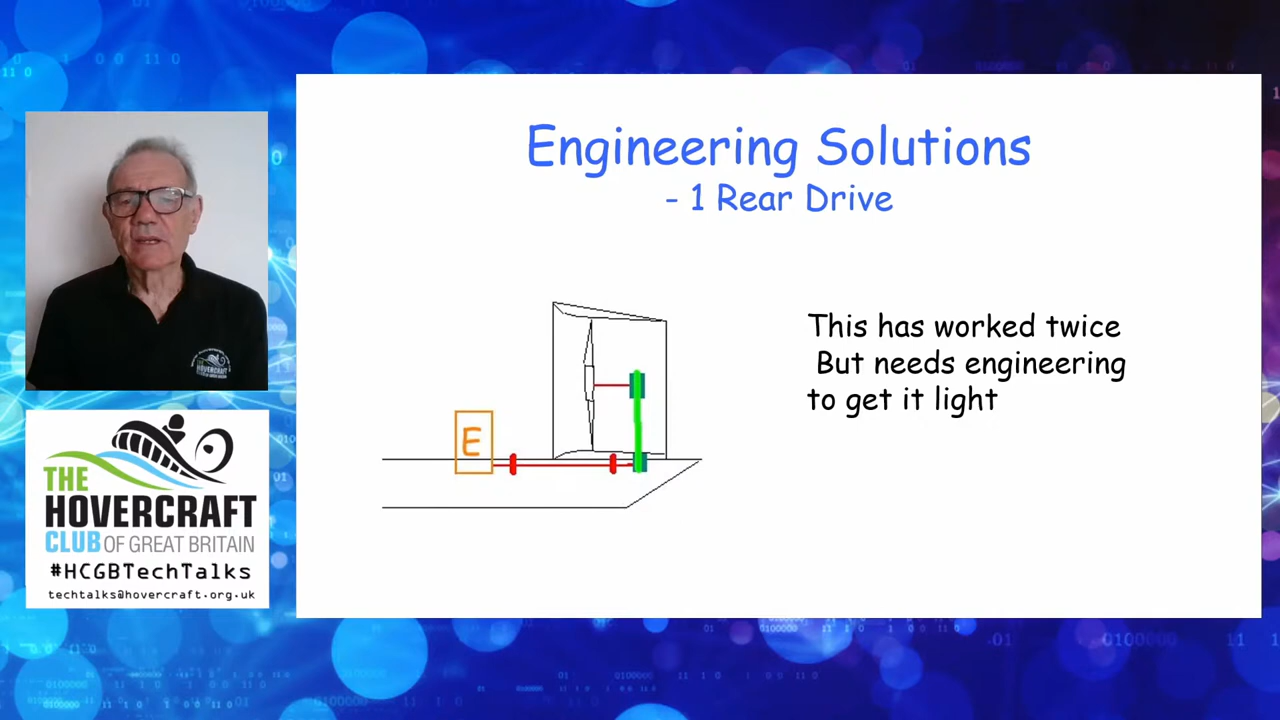 Engineering Solutions
- 1 Rear Drive
This has worked twice
But needs engineering
to get it light
E
THE
HOVERCRAFT
CLUB OF GREAT BRITAIN
#HCGBTechTalks
techtalks@hovercraft.org.uk